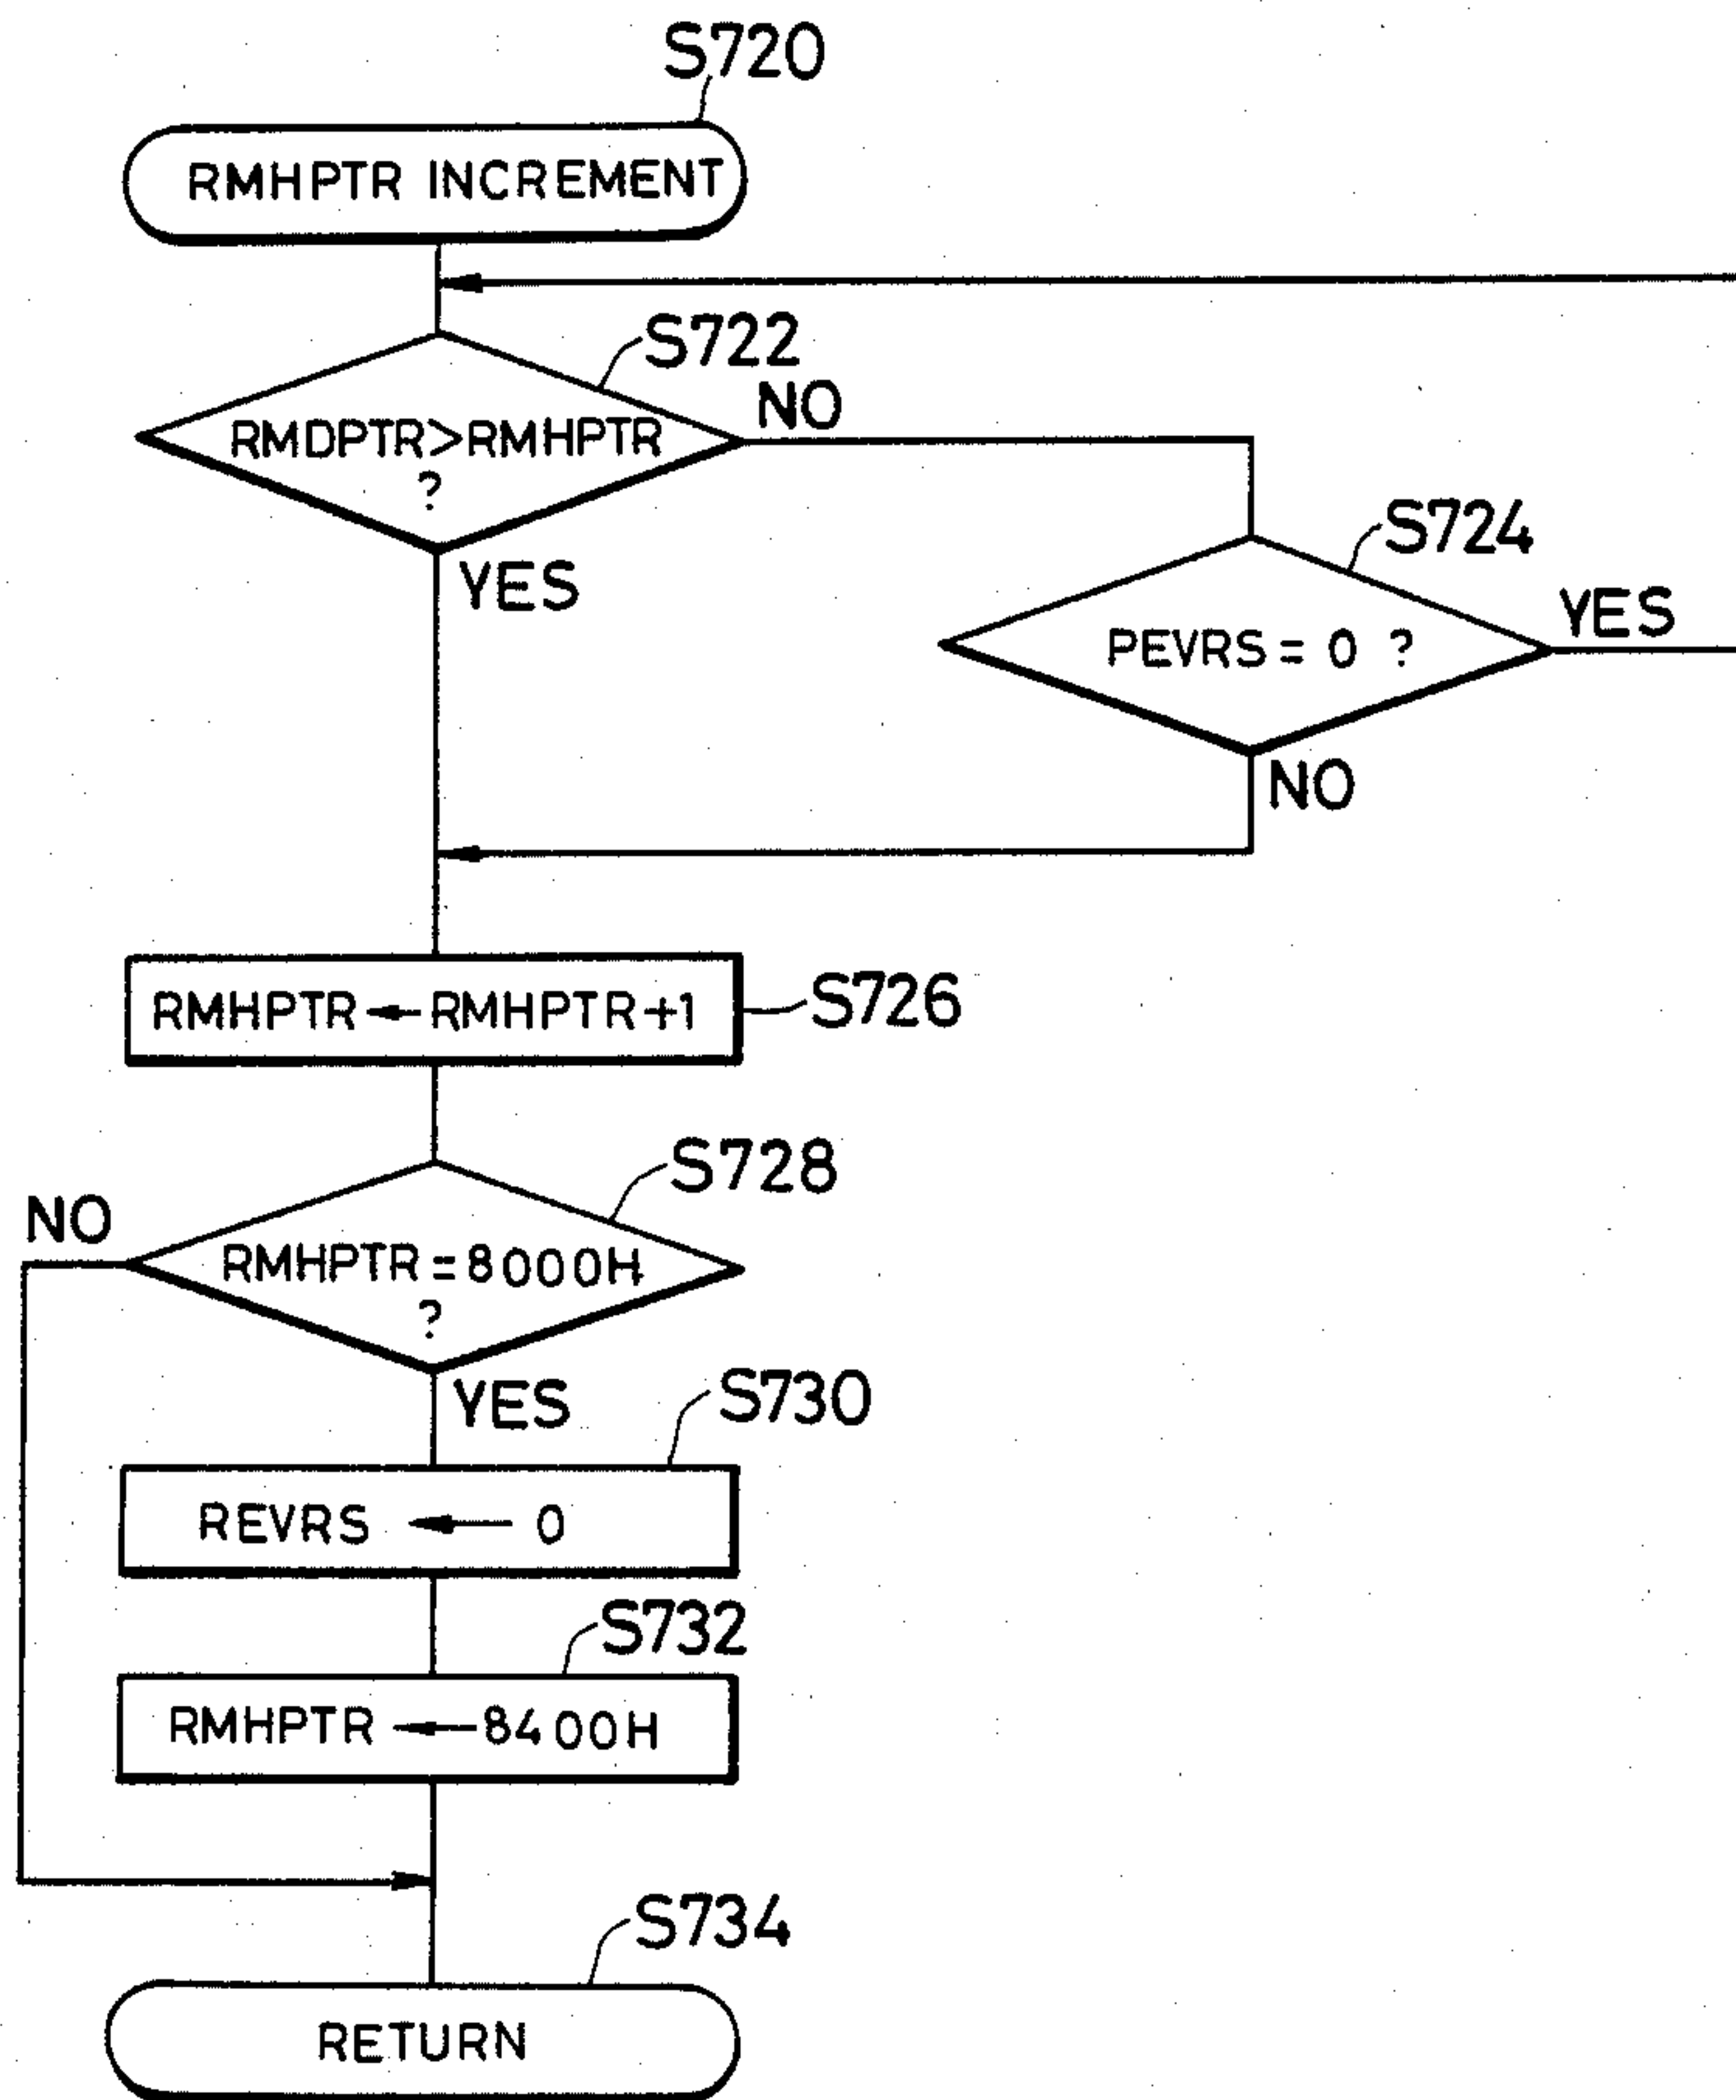 S720
RMHPTR INCREMENT
S722
RMDPTR>RMHPTR
?
NO
YES
S724
PEVRS = 0 ?
YES
NO
RMHPTR←RMHPTR+1
S726
S728
NO
RMHPTR=8000H
?
YES
S730
REVRS ← 0
S732
RMHPTR ← 8400H
S734
RETURN